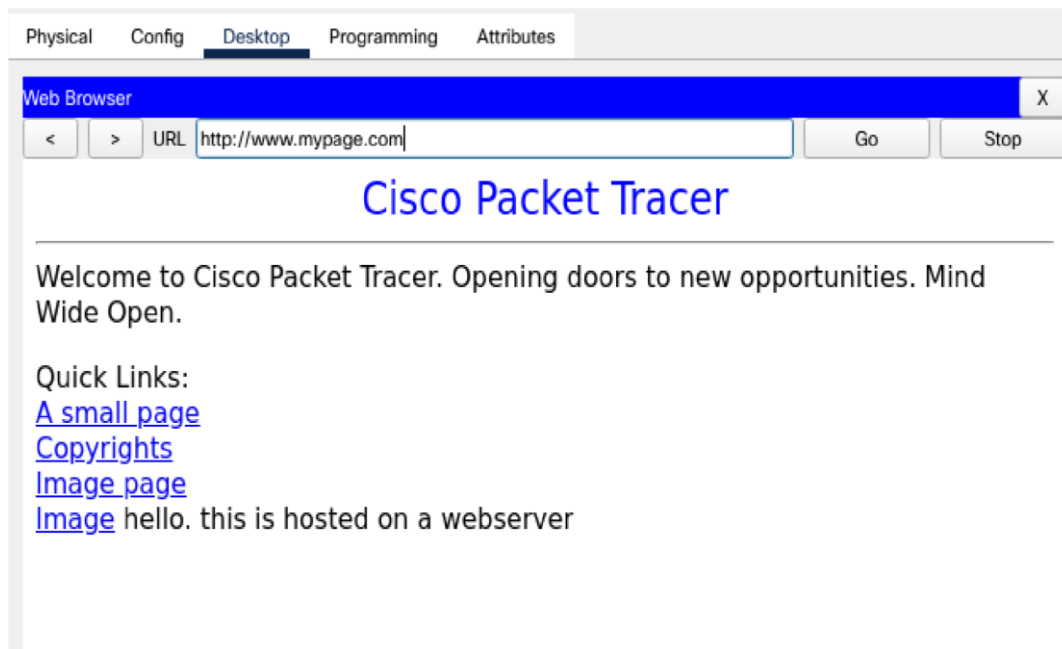 Physical Config Desktop Programming Attributes
Web Browser X
< > URL http://www.mypage.com Go Stop
Cisco Packet Tracer
Welcome to Cisco Packet Tracer. Opening doors to new opportunities. Mind
Wide Open.
Quick Links:
A small page
Copyrights
Image page
Image hello. this is hosted on a webserver